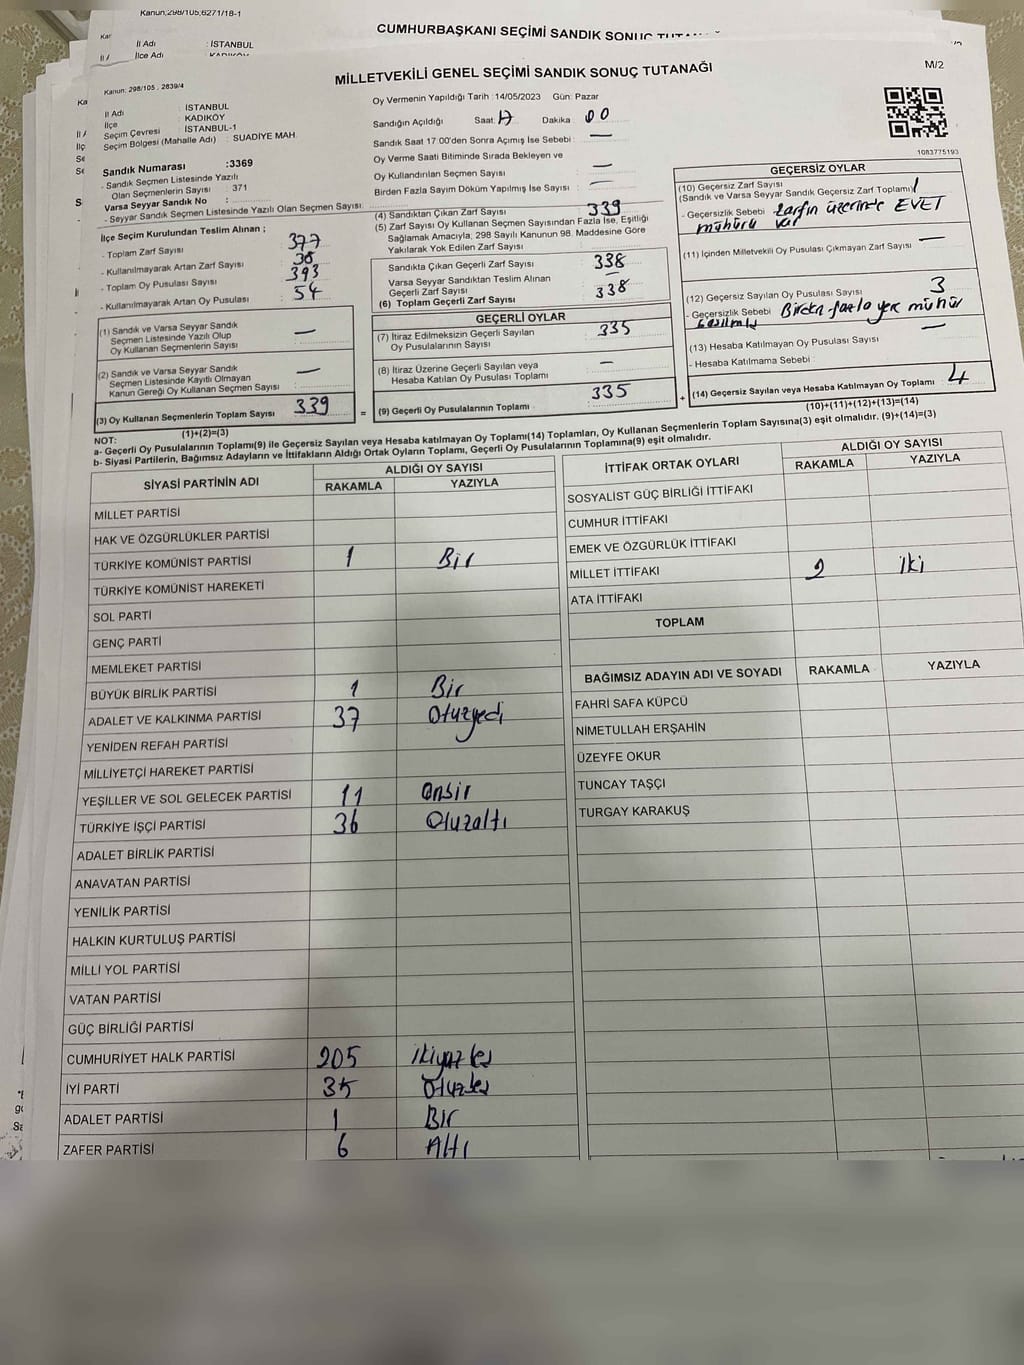 Kanun:298/105,6271/18-1
CUMHURBAŞKANI SEÇİMİ SANDIK SONUÇ
İl Adı : İSTANBUL
İlçe Adı : KADIKÖY
M/2
Kanun: 298/105 . 2839/4
MİLLETVEKİLİ GENEL SEÇİMİ SANDIK SONUÇ TUTANAĞI
İl Adı : İSTANBUL
İlçe : KADIKÖY
Seçim Çevresi : İSTANBUL-1
Seçim Bölgesi (Mahalle Adı) : SUADİYE MAH.
Sandık Numarası :3369
- Sandık Seçmen Listesinde Yazılı
Olan Seçmenlerin Sayısı : 371
Varsa Seyyar Sandık No :
- Seyyar Sandık Seçmen Listesinde Yazılı Olan Seçmen Sayısı:
İlçe Seçim Kurulundan Teslim Alınan ;
- Toplam Zarf Sayısı : 377
- Kullanılmayarak Artan Zarf Sayısı : 38
- Toplam Oy Pusulası Sayısı : 393
- Kullanılmayarak Artan Oy Pusulası : 54
(1) Sandık ve Varsa Seyyar Sandık
Seçmen Listesinde Yazılı Olup
Oy Kullanan Seçmenlerin Sayısı : —
(2) Sandık ve Varsa Seyyar Sandık
Seçmen Listesinde Kayıtlı Olmayan
Kanun Gereği Oy Kullanan Seçmen Sayısı : —
(3) Oy Kullanan Seçmenlerin Toplam Sayısı 339
(1)+(2)=(3)
Oy Vermenin Yapıldığı Tarih :14/05/2023 Gün: Pazar
Sandığın Açıldığı Saat: 17 Dakika : 00
Sandık Saat 17:00'den Sonra Açımış İse Sebebi : —
Oy Verme Saati Bitiminde Sırada Bekleyen ve
Oy Kullandırılan Seçmen Sayısı : —
Birden Fazla Sayım Döküm Yapılmış İse Sayısı : —
(4) Sandıktan Çıkan Zarf Sayısı : 339
(5) Zarf Sayısı Oy Kullanan Seçmen Sayısından Fazla İse, Eşitliği
Sağlamak Amacıyla, 298 Sayılı Kanunun 98. Maddesine Göre
Yakılarak Yok Edilen Zarf Sayısı :
Sandıkta Çıkan Geçerli Zarf Sayısı : 338
Varsa Seyyar Sandıktan Teslim Alınan
Geçerli Zarf Sayısı : —
(6) Toplam Geçerli Zarf Sayısı : 338
GEÇERLİ OYLAR
(7) İtiraz Edilmeksizin Geçerli Sayılan
Oy Pusulalarının Sayısı : 335
(8) İtiraz Üzerine Geçerli Sayılan veya
Hesaba Katılan Oy Pusulası Toplamı : —
= (9) Geçerli Oy Pusulalarının Toplamı : 335
1083775193
GEÇERSİZ OYLAR
(10) Geçersiz Zarf Sayısı
(Sandık ve Varsa Seyyar Sandık Geçersiz Zarf Toplamı) 1
- Geçersizlik Sebebi : Zarfın üzerinde EVET
mühürü var
(11) İçinden Milletvekili Oy Pusulası Çıkmayan Zarf Sayısı : —
(12) Geçersiz Sayılan Oy Pusulası Sayısı : 3
- Geçersizlik Sebebi : Birden fazla yer mühür
basılmış
(13) Hesaba Katılmayan Oy Pusulası Sayısı : —
- Hesaba Katılmama Sebebi :
+ (14) Geçersiz Sayılan veya Hesaba Katılmayan Oy Toplamı : 4
(10)+(11)+(12)+(13)=(14)
NOT:
a- Geçerli Oy Pusulalarının Toplamı(9) ile Geçersiz Sayılan veya Hesaba katılmayan Oy Toplamı(14) Toplamları, Oy Kullanan Seçmenlerin Toplam Sayısına(3) eşit olmalıdır. (9)+(14)=(3)
b- Siyasi Partilerin, Bağımsız Adayların ve İttifakların Aldığı Ortak Oyların Toplamı, Geçerli Oy Pusulalarının Toplamına(9) eşit olmalıdır.
SİYASİ PARTİNİN ADI ALDIĞI OY SAYISI
RAKAMLA YAZIYLA
MİLLET PARTİSİ
HAK VE ÖZGÜRLÜKLER PARTİSİ
TÜRKİYE KOMÜNİST PARTİSİ 1 Bir
TÜRKİYE KOMÜNİST HAREKETİ
SOL PARTİ
GENÇ PARTİ
MEMLEKET PARTİSİ
BÜYÜK BİRLİK PARTİSİ 1 Bir
ADALET VE KALKINMA PARTİSİ 37 Otuzyedi
YENİDEN REFAH PARTİSİ
MİLLİYETÇİ HAREKET PARTİSİ
YEŞİLLER VE SOL GELECEK PARTİSİ 11 Onbir
TÜRKİYE İŞÇİ PARTİSİ 36 Otuzaltı
ADALET BİRLİK PARTİSİ
ANAVATAN PARTİSİ
YENİLİK PARTİSİ
HALKIN KURTULUŞ PARTİSİ
MİLLİ YOL PARTİSİ
VATAN PARTİSİ
GÜÇ BİRLİĞİ PARTİSİ
CUMHURİYET HALK PARTİSİ 205 ikiyüzbeş
İYİ PARTİ 35 Otuzbeş
ADALET PARTİSİ 1 Bir
ZAFER PARTİSİ 6 Altı
İTTİFAK ORTAK OYLARI ALDIĞI OY SAYISI
RAKAMLA YAZIYLA
SOSYALİST GÜÇ BİRLİĞİ İTTİFAKI
CUMHUR İTTİFAKI
EMEK VE ÖZGÜRLÜK İTTİFAKI
MİLLET İTTİFAKI 2 iki
ATA İTTİFAKI
TOPLAM
BAĞIMSIZ ADAYIN ADI VE SOYADI RAKAMLA YAZIYLA
FAHRİ SAFA KÜPCÜ
NİMETULLAH ERŞAHİN
ÜZEYFE OKUR
TUNCAY TAŞÇI
TURGAY KARAKUŞ